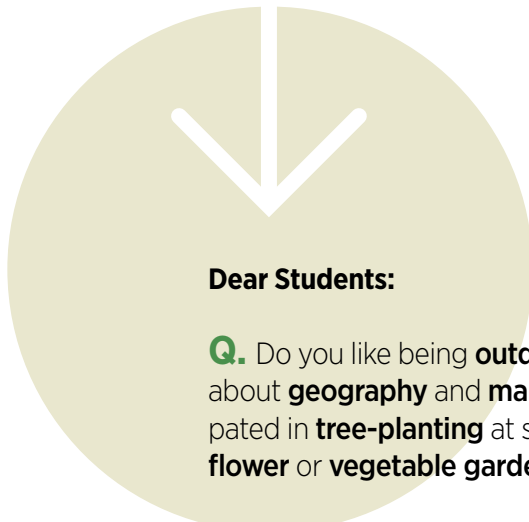 Dear Students:
Q. Do you like being
about geography and
pated in tree-planting at
flower or vegetable